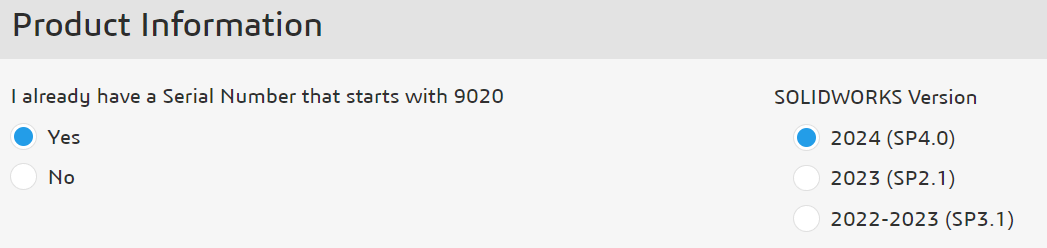 Product Information
I already have a Serial Number that starts with 9020
Yes
No
SOLIDWORKS Version
2024 (SP4.0)
2023 (SP2.1)
2022-2023 (SP3.1)